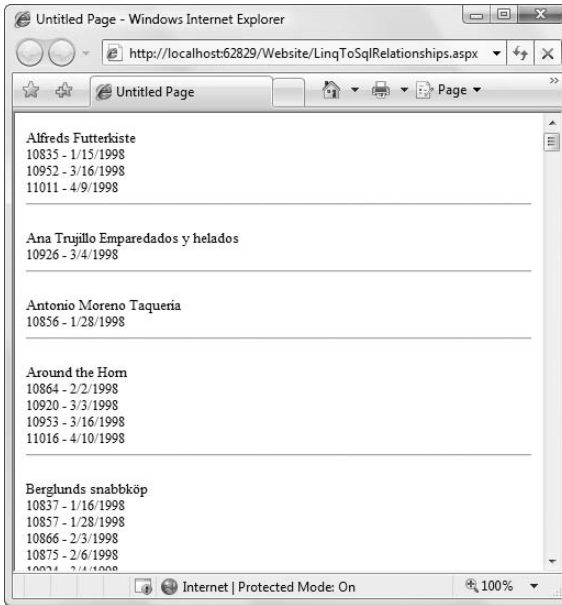 Untitled Page - Windows Internet Explorer
http://localhost:62829/Website/LinqToSqlRelationships.aspx
Untitled Page
Page
Alfreds Futterkiste
10835 - 1/15/1998
10952 - 3/16/1998
11011 - 4/9/1998
Ana Trujillo Emparedados y helados
10926 - 3/4/1998
Antonio Moreno Taquería
10856 - 1/28/1998
Around the Horn
10864 - 2/2/1998
10920 - 3/3/1998
10953 - 3/16/1998
11016 - 4/10/1998
Berglunds snabbköp
10837 - 1/16/1998
10857 - 1/28/1998
10866 - 2/3/1998
10875 - 2/6/1998
10924 - 3/4/1998
Internet | Protected Mode: On
100%